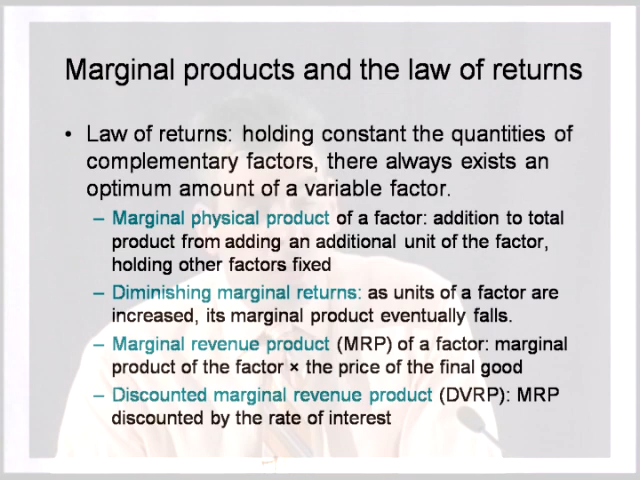 Marginal products and the law of returns
• Law of returns: holding constant the quantities of
complementary factors, there always exists an
optimum amount of a variable factor.
– Marginal physical product of a factor: addition to total
product from adding an additional unit of the factor,
holding other factors fixed
– Diminishing marginal returns: as units of a factor are
increased, its marginal product eventually falls.
– Marginal revenue product (MRP) of a factor: marginal
product of the factor × the price of the final good
– Discounted marginal revenue product (DVRP): MRP
discounted by the rate of interest